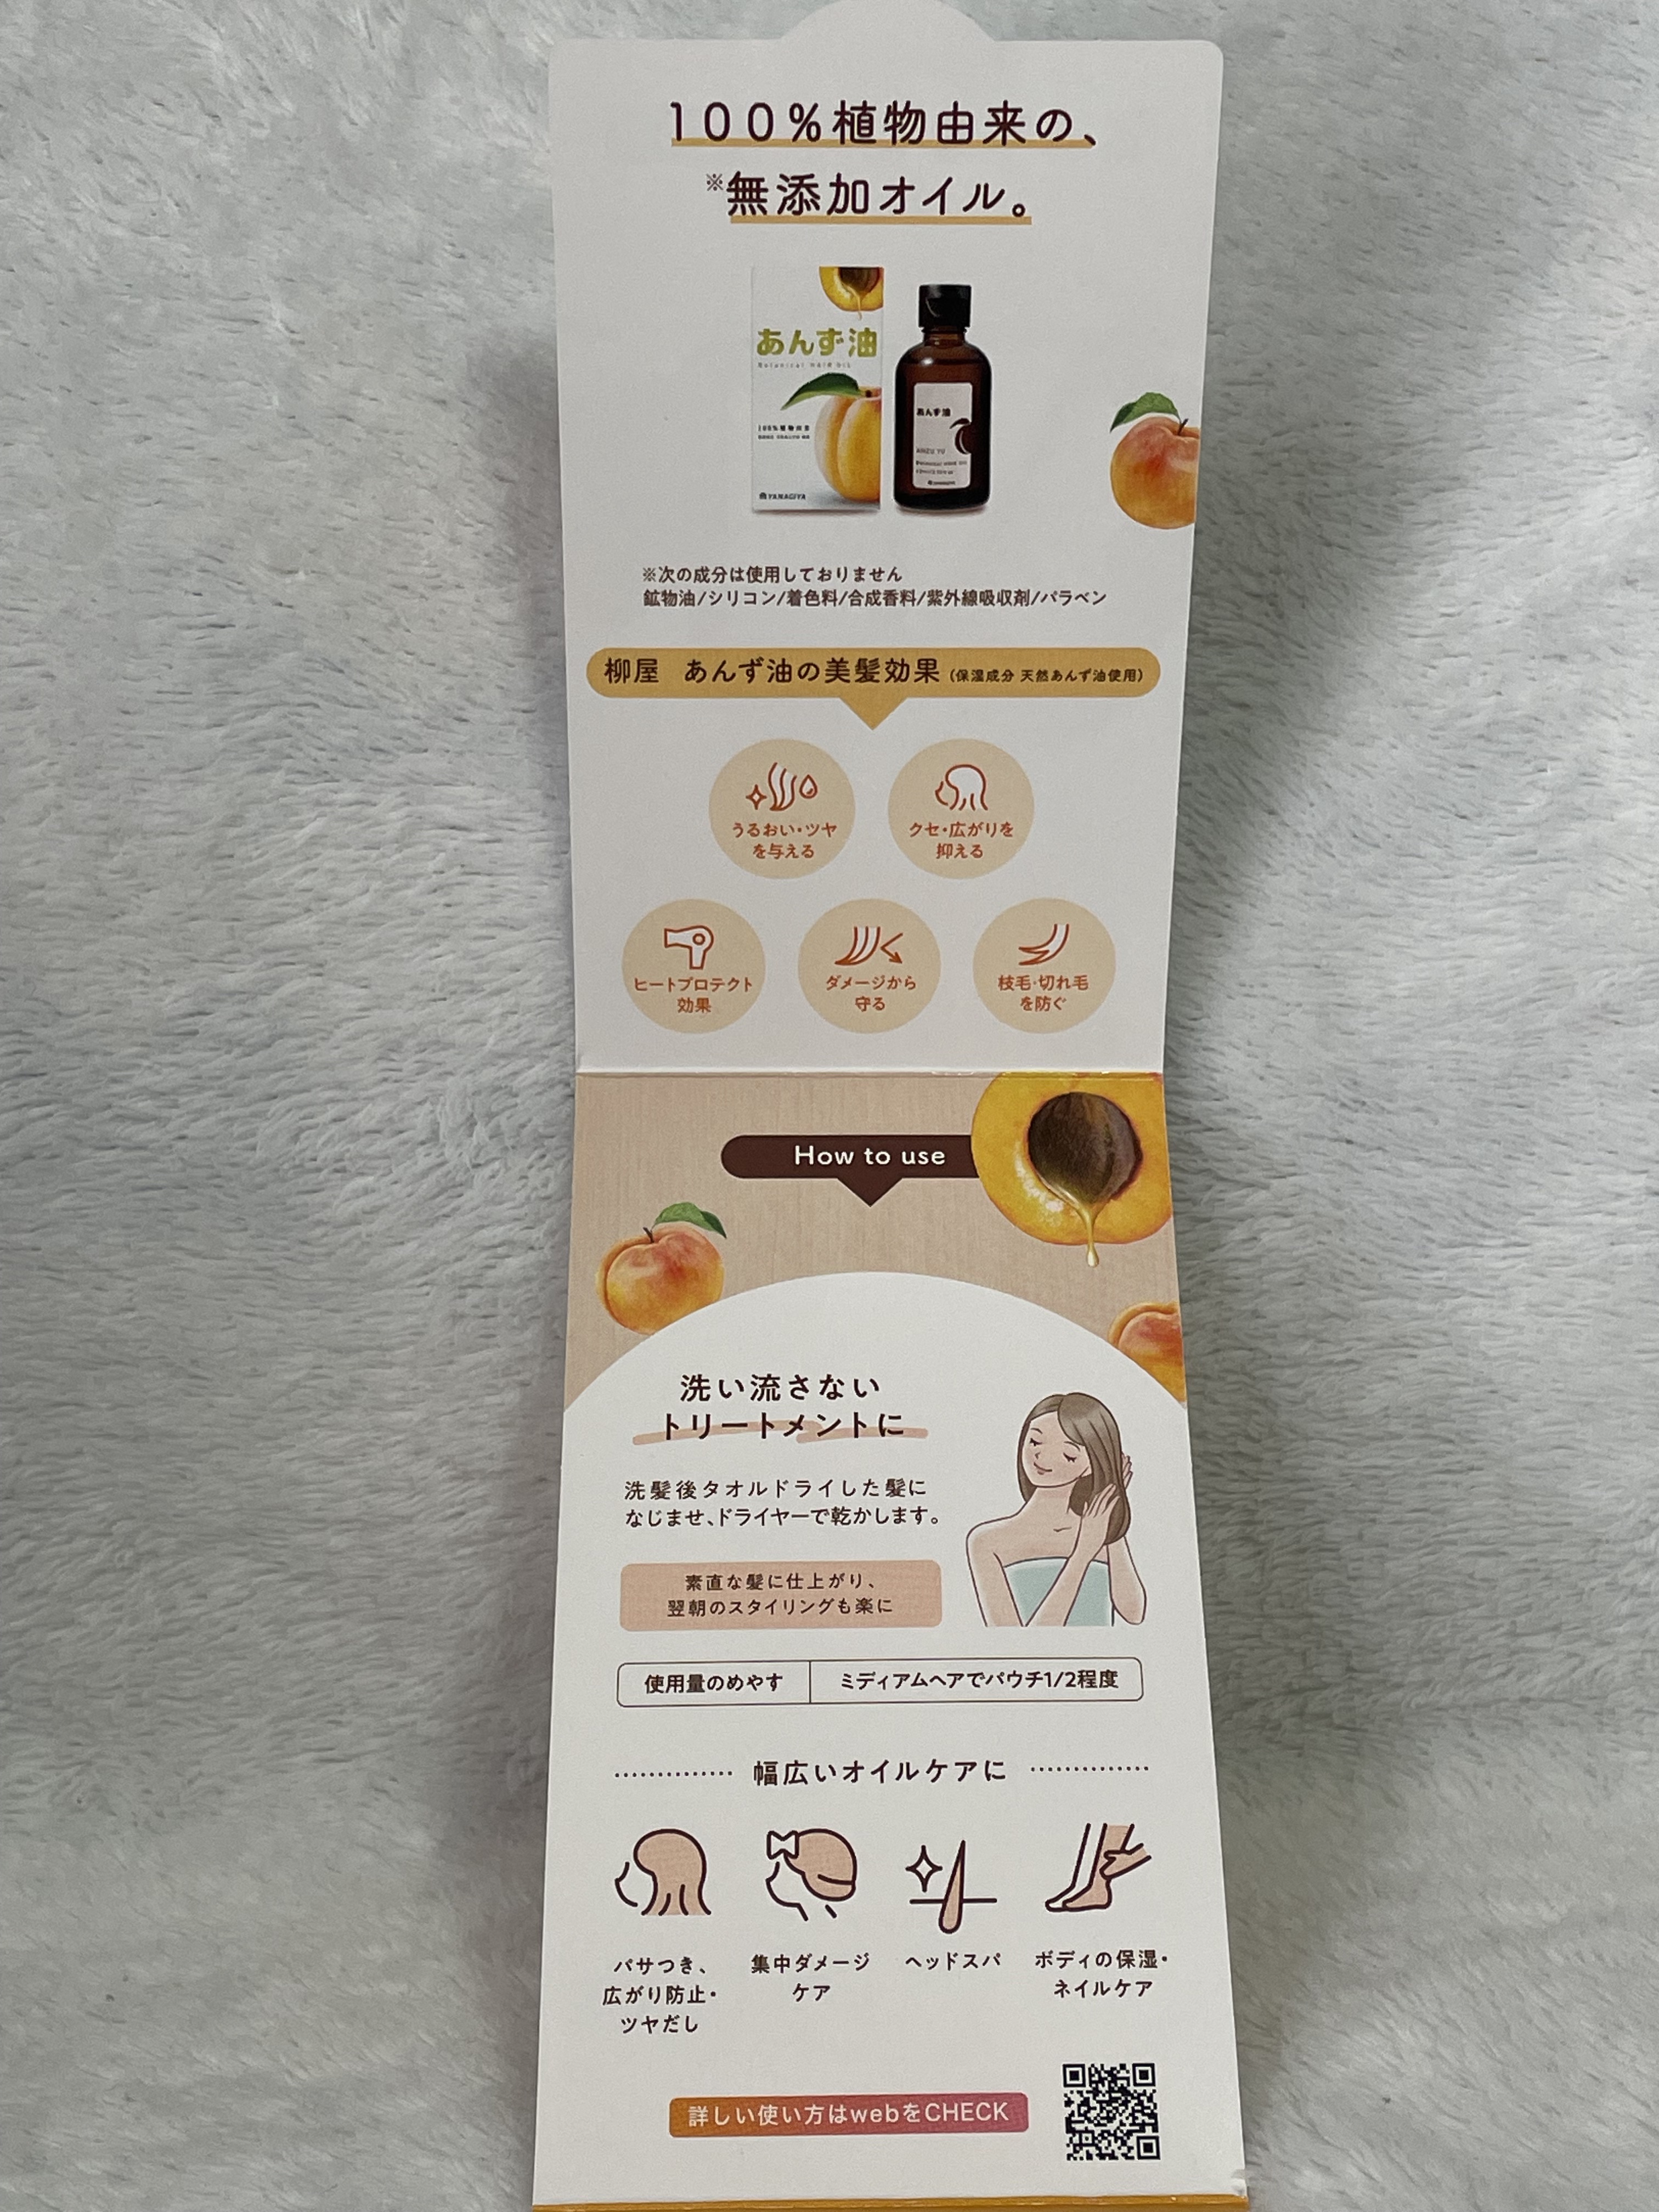 100%植物由来の、
※無添加オイル。
あんず油
Botanical HAIR OIL
100%植物由来
YANAGIYA
あんず油
ANZU YU
※次の成分は使用しておりません
鉱物油/シリコン/着色料/合成香料/紫外線吸収剤/パラベン
柳屋 あんず油の美髪効果(保湿成分 天然あんず油使用)
うるおい・ツヤ
を与える
クセ・広がりを
抑える
ヒートプロテクト
効果
ダメージから
守る
枝毛・切れ毛
を防ぐ
How to use
洗い流さない
トリートメントに
洗髪後タオルドライした髪に
なじませ、ドライヤーで乾かします。
素直な髪に仕上がり、
翌朝のスタイリングも楽に
使用量のめやす ミディアムヘアでパウチ1/2程度
幅広いオイルケアに
パサつき、
広がり防止・
ツヤだし
集中ダメージ
ケア
ヘッドスパ
ボディの保湿・
ネイルケア
詳しい使い方はwebをCHECK